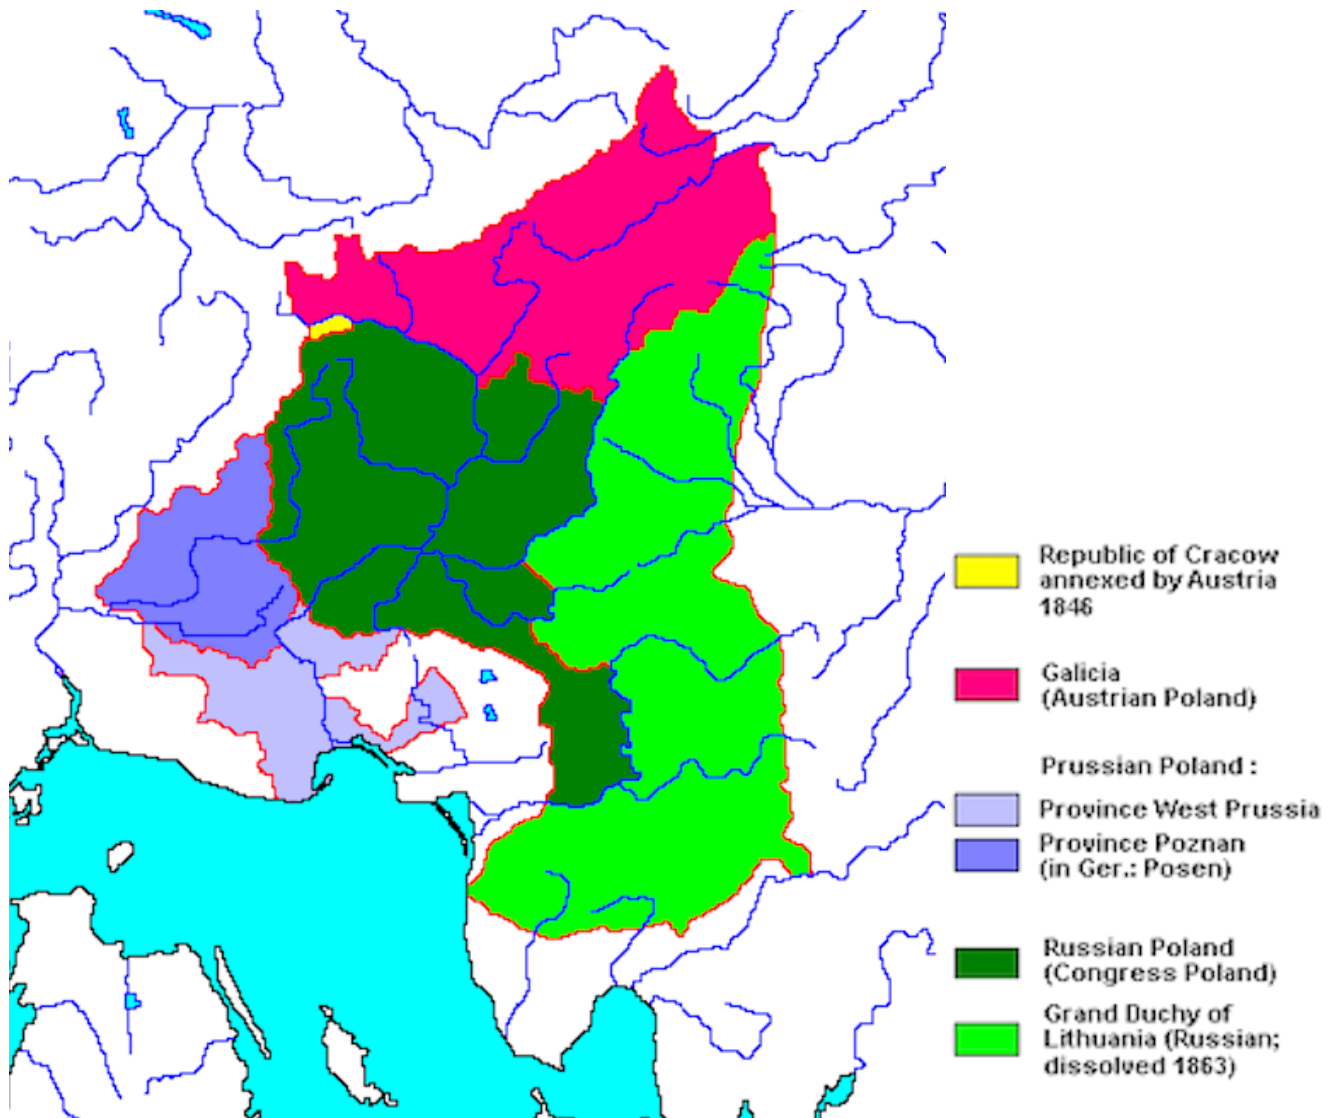 Republic of Cracow
annexed by Austria
1846
Galicia
(Austrian Poland)
Prussian Poland :
Province West Prussia
Province Poznan
(in Ger.: Posen)
Russian Poland
(Congress Poland)
Grand Duchy of
Lithuania (Russian;
dissolved 1863)